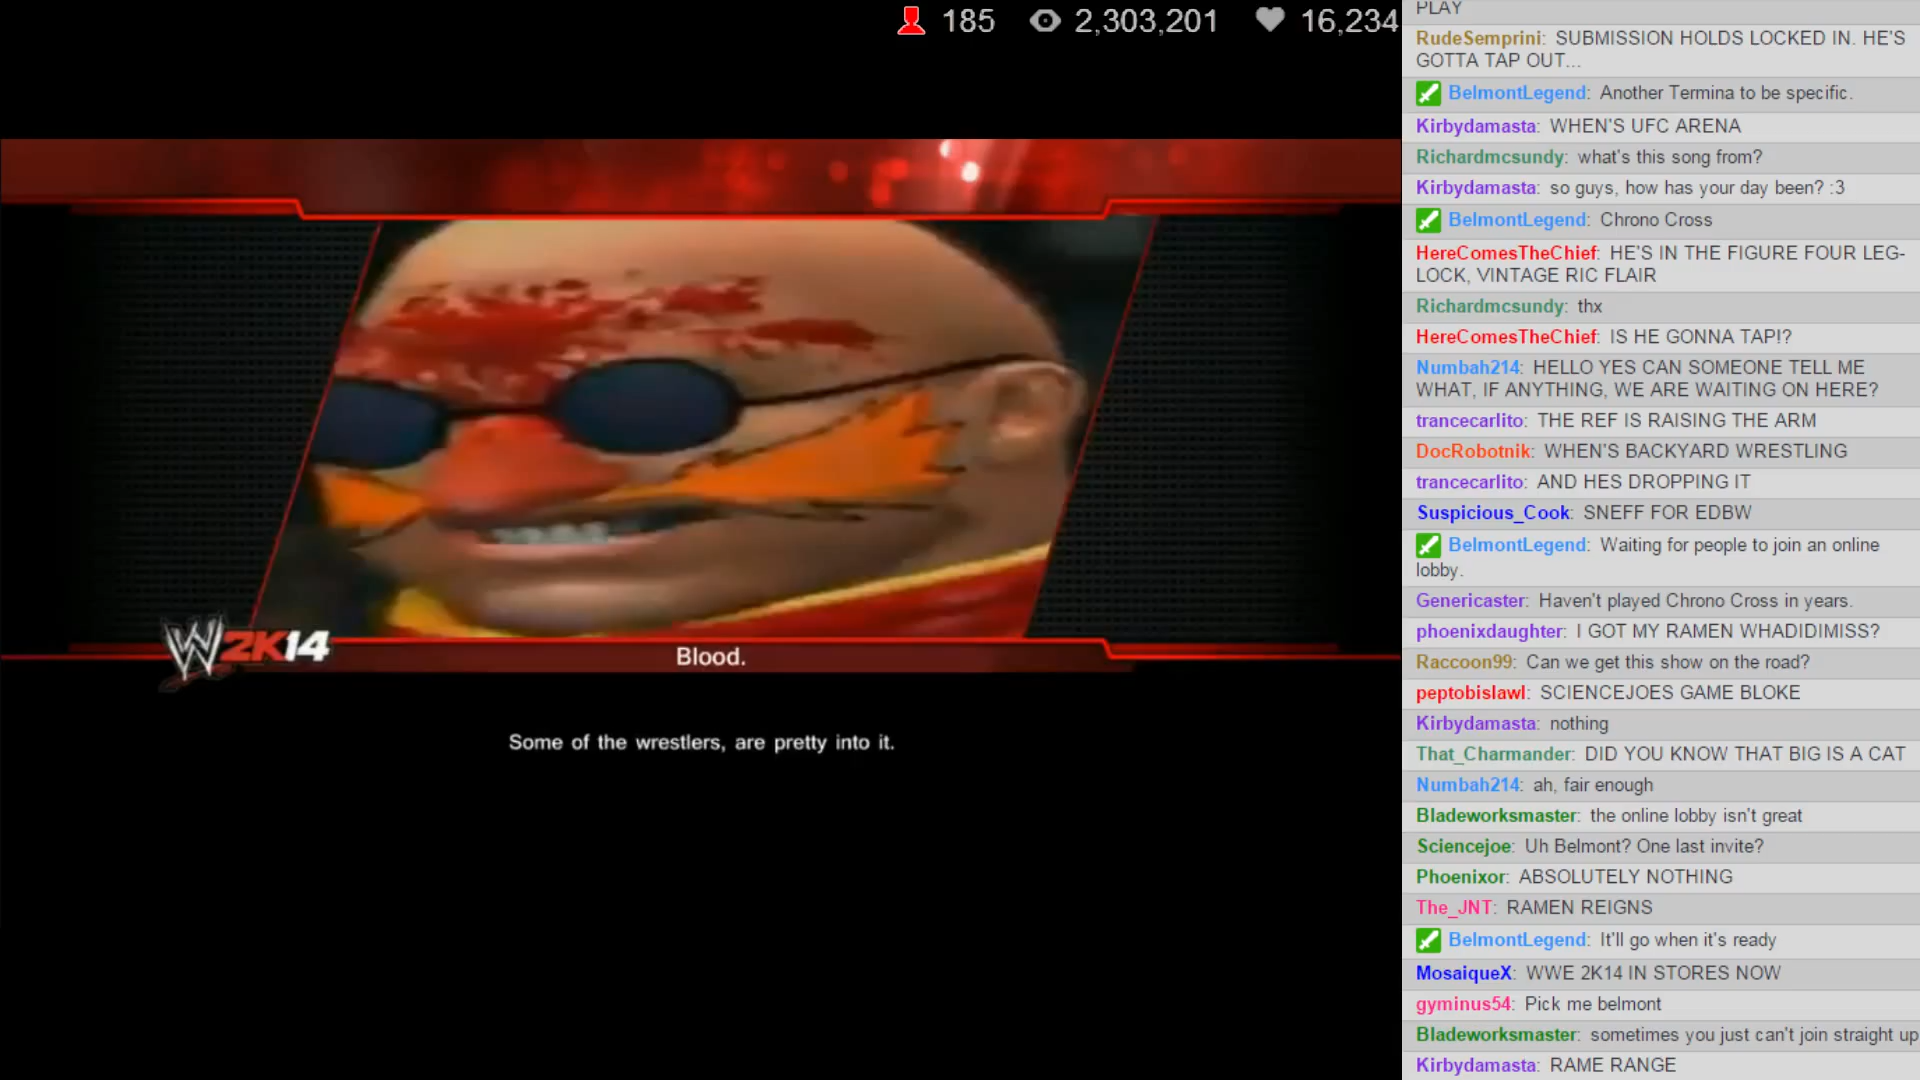 185 2,303,201 16,234
W 2K14
Blood.
Some of the wrestlers, are pretty into it.
PLAY
RudeSemprini: SUBMISSION HOLDS LOCKED IN. HE'S
GOTTA TAP OUT...
BelmontLegend: Another Termina to be specific.
Kirbydamasta: WHEN'S UFC ARENA
Richardmcsundy: what's this song from?
Kirbydamasta: so guys, how has your day been? :3
BelmontLegend: Chrono Cross
HereComesTheChief: HE'S IN THE FIGURE FOUR LEG-
LOCK, VINTAGE RIC FLAIR
Richardmcsundy: thx
HereComesTheChief: IS HE GONNA TAP!?
Numbah214: HELLO YES CAN SOMEONE TELL ME
WHAT, IF ANYTHING, WE ARE WAITING ON HERE?
trancecarlito: THE REF IS RAISING THE ARM
DocRobotnik: WHEN'S BACKYARD WRESTLING
trancecarlito: AND HES DROPPING IT
Suspicious_Cook: SNEFF FOR EDBW
BelmontLegend: Waiting for people to join an online
lobby.
Genericaster: Haven't played Chrono Cross in years.
phoenixdaughter: I GOT MY RAMEN WHADIDIMISS?
Raccoon99: Can we get this show on the road?
peptobislawl: SCIENCEJOES GAME BLOKE
Kirbydamasta: nothing
That_Charmander: DID YOU KNOW THAT BIG IS A CAT
Numbah214: ah, fair enough
Bladeworksmaster: the online lobby isn't great
Sciencejoe: Uh Belmont? One last invite?
Phoenixor: ABSOLUTELY NOTHING
The_JNT: RAMEN REIGNS
BelmontLegend: It'll go when it's ready
MosaiqueX: WWE 2K14 IN STORES NOW
gyminus54: Pick me belmont
Bladeworksmaster: sometimes you just can't join straight up
Kirbydamasta: RAME RANGE